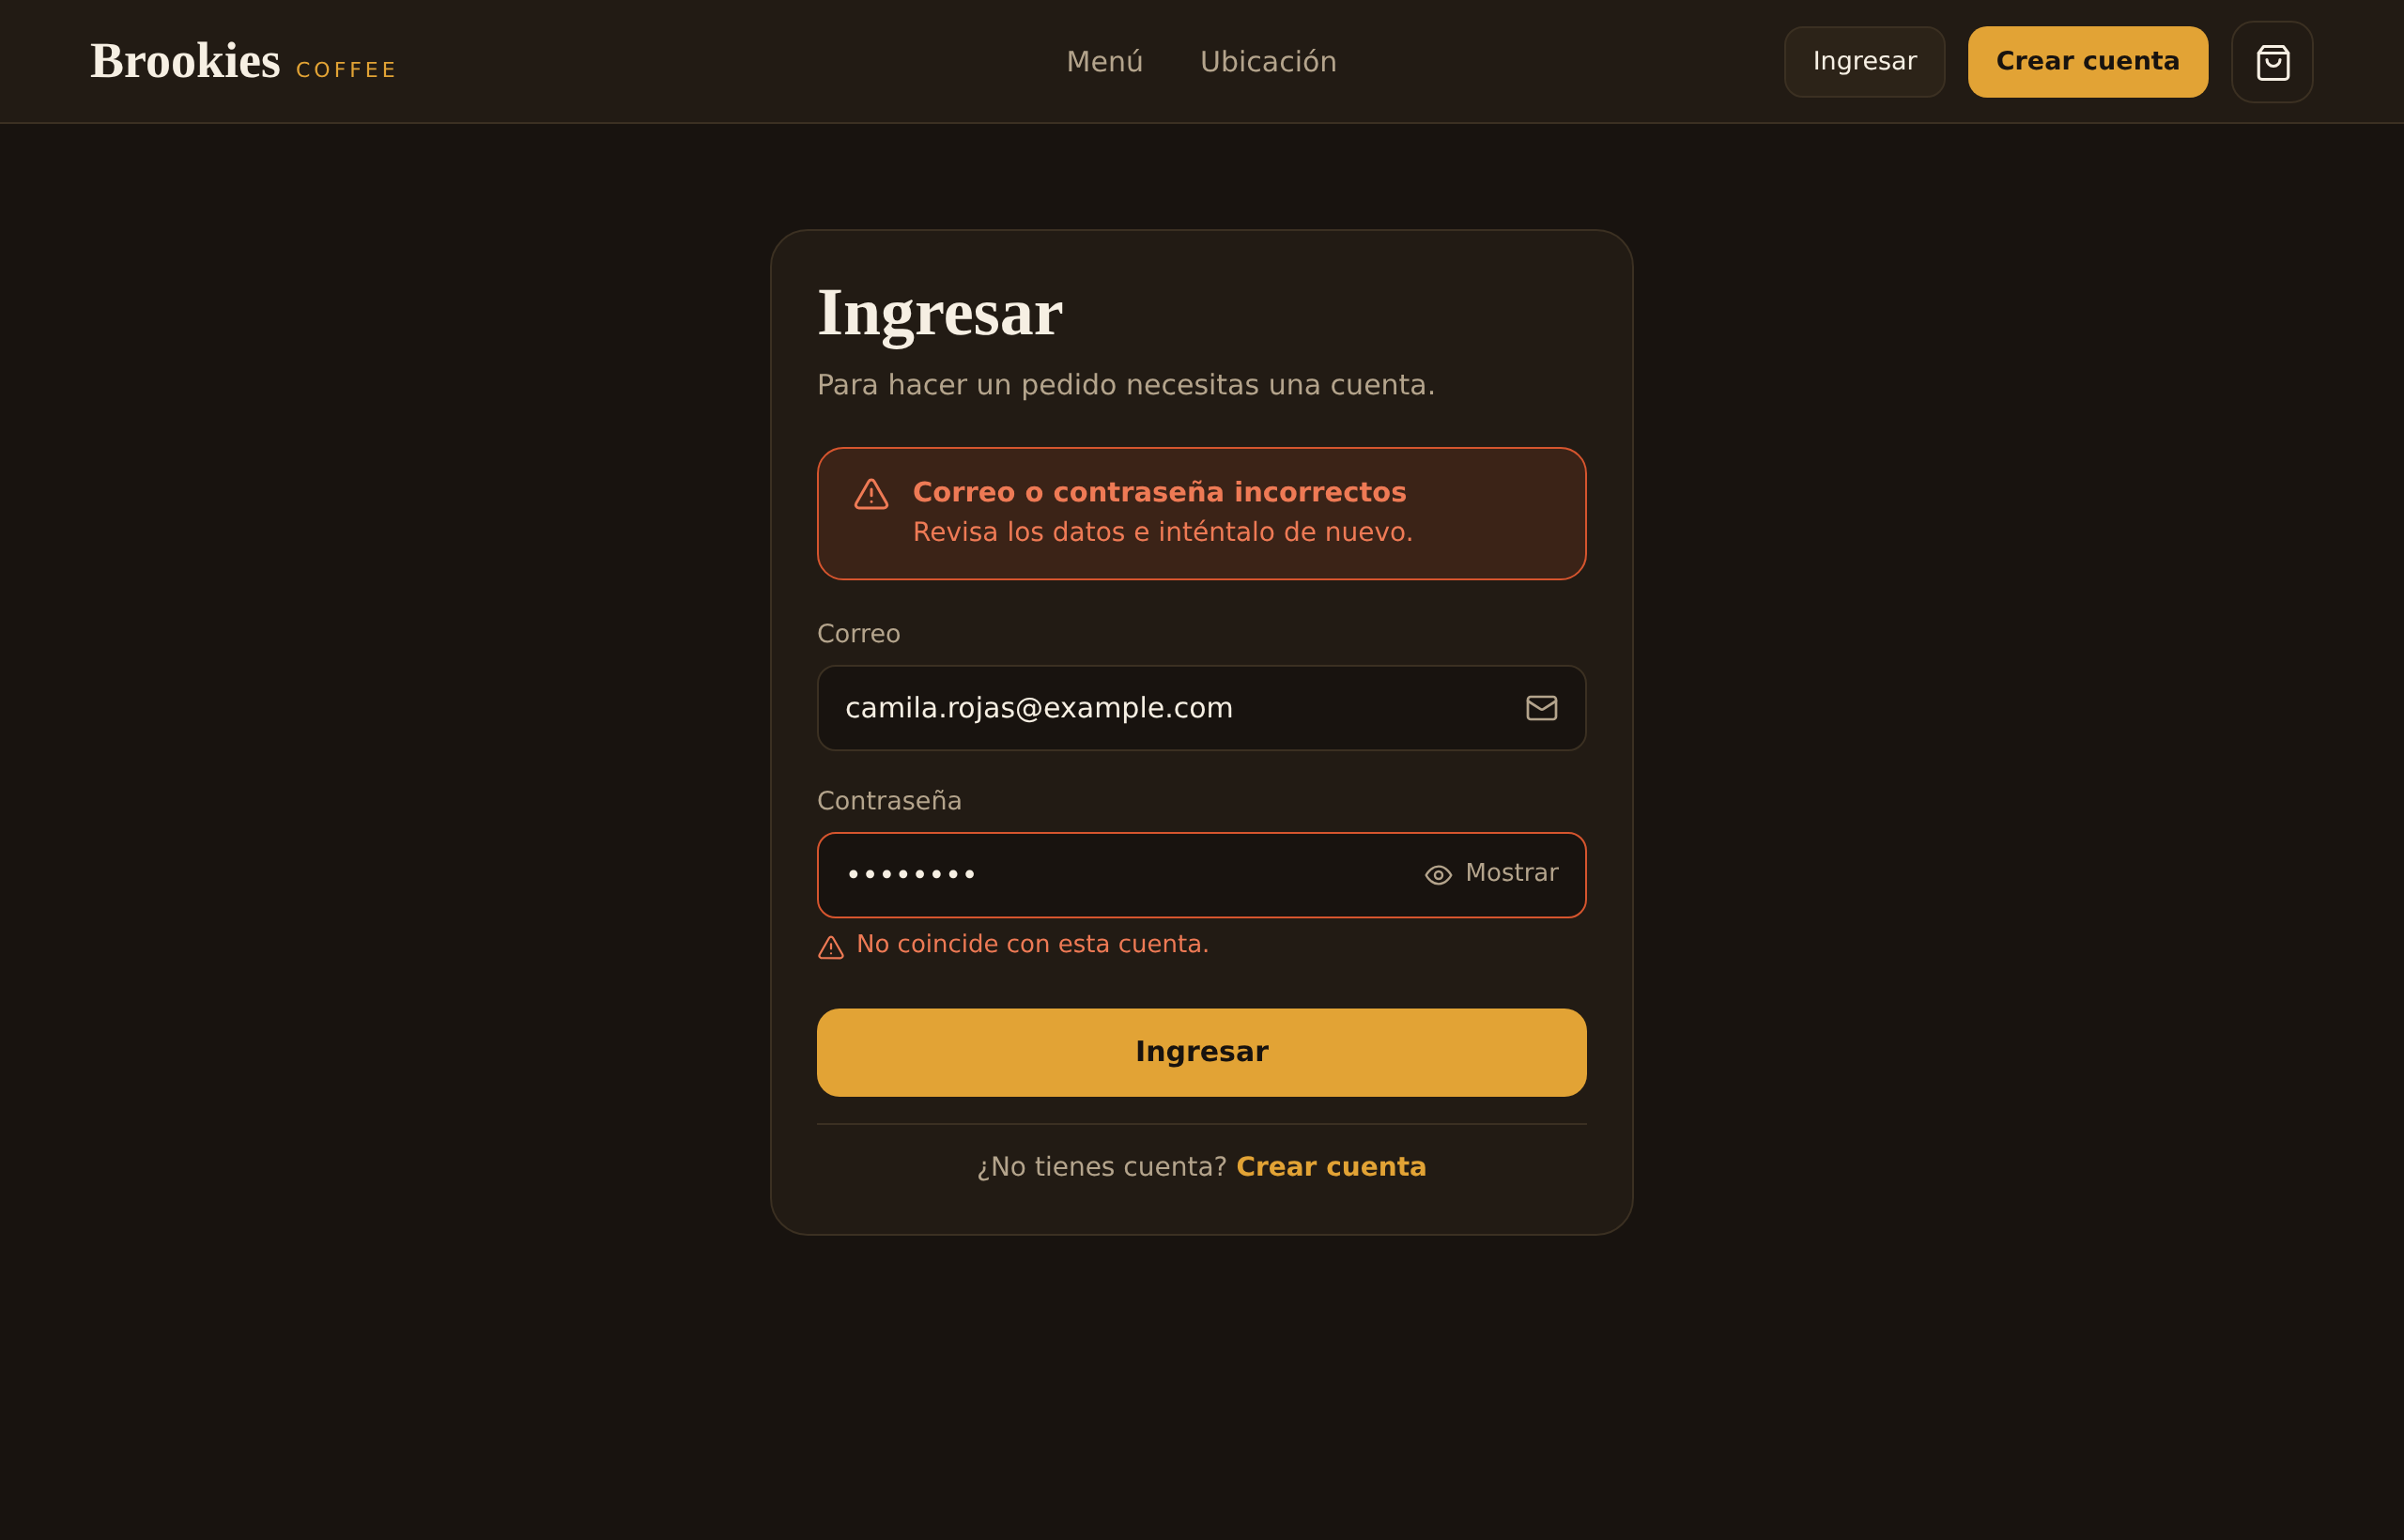 Brookies COFFEE
Menú
Ubicación
Ingresar
Crear cuenta
Ingresar
Para hacer un pedido necesitas una cuenta.
Correo o contraseña incorrectos
Revisa los datos e inténtalo de nuevo.
Correo
camila.rojas@example.com
Contraseña
••••••••
Mostrar
No coincide con esta cuenta.
Ingresar
¿No tienes cuenta? Crear cuenta